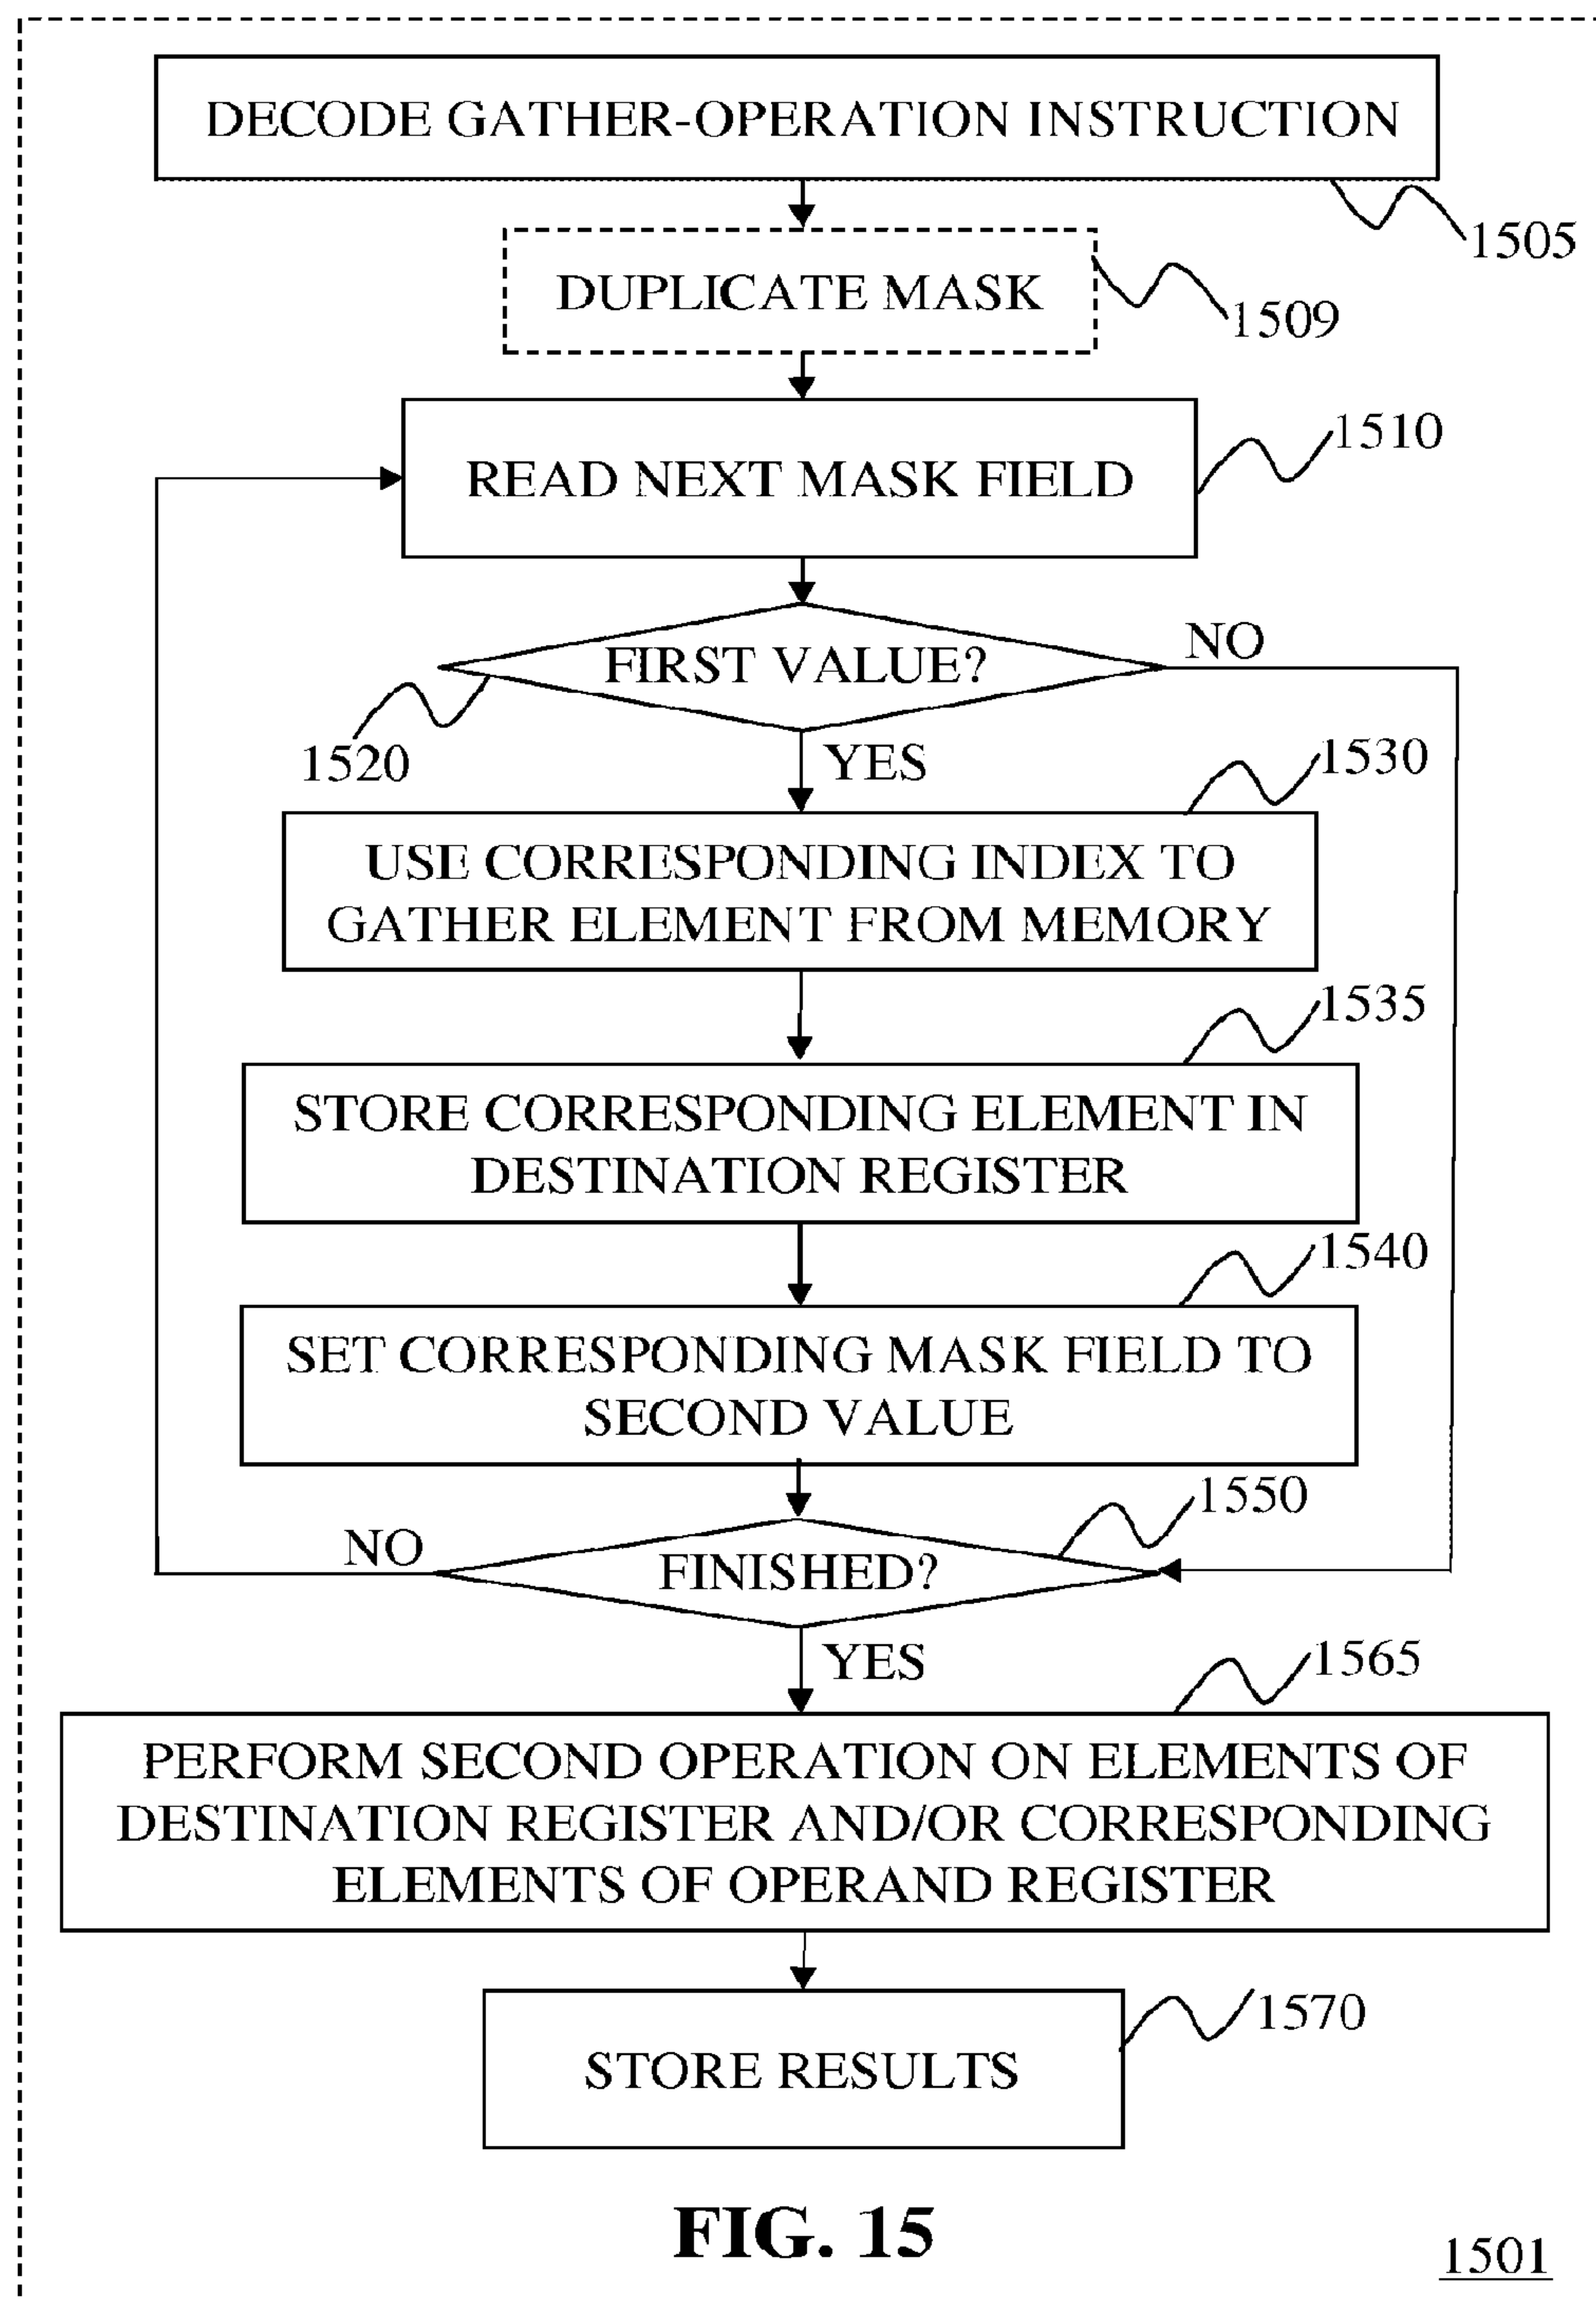 DECODE GATHER-OPERATION INSTRUCTION
1505
DUPLICATE MASK
1509
READ NEXT MASK FIELD
1510
FIRST VALUE?
NO
1520
YES
1530
USE CORRESPONDING INDEX TO
GATHER ELEMENT FROM MEMORY
1535
STORE CORRESPONDING ELEMENT IN
DESTINATION REGISTER
1540
SET CORRESPONDING MASK FIELD TO
SECOND VALUE
1550
NO
FINISHED?
YES
1565
PERFORM SECOND OPERATION ON ELEMENTS OF
DESTINATION REGISTER AND/OR CORRESPONDING
ELEMENTS OF OPERAND REGISTER
1570
STORE RESULTS
FIG. 15
1501